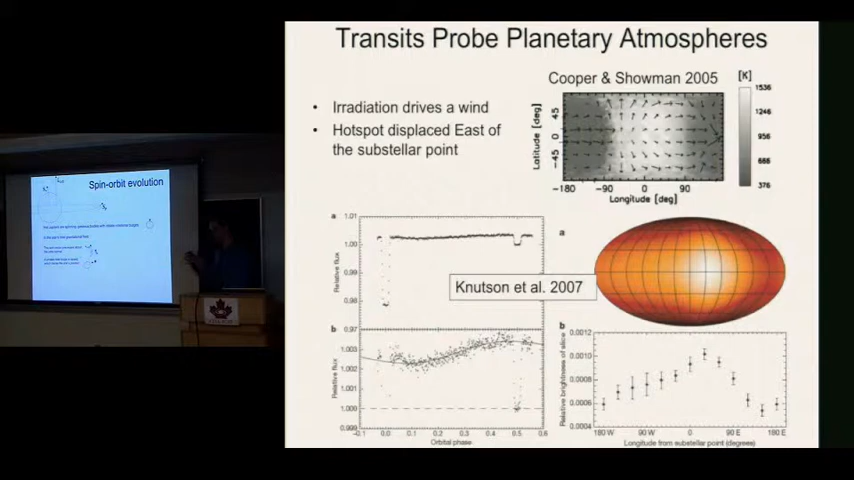 Transits Probe Planetary Atmospheres
• Irradiation drives a wind
• Hotspot displaced East of
the substellar point
Cooper & Showman 2005
[K]
1536
1246
956
666
376
Latitude [deg]
45
0
-45
-180 -90 0 90
Longitude [deg]
a
1.01
1.00
0.99
0.98
0.97
Relative flux
Knutson et al. 2007
b
1.003
1.002
1.001
1.000
0.999
Relative flux
-0.1 0.0 0.1 0.2 0.3 0.4 0.5 0.6
Orbital phase
a
b
0.0012
0.0010
0.0008
0.0006
0.0004
Relative brightness of slice
180 W 90 W 0 90 E 180 E
Longitude from substellar point (degrees)
Spin-orbit evolution